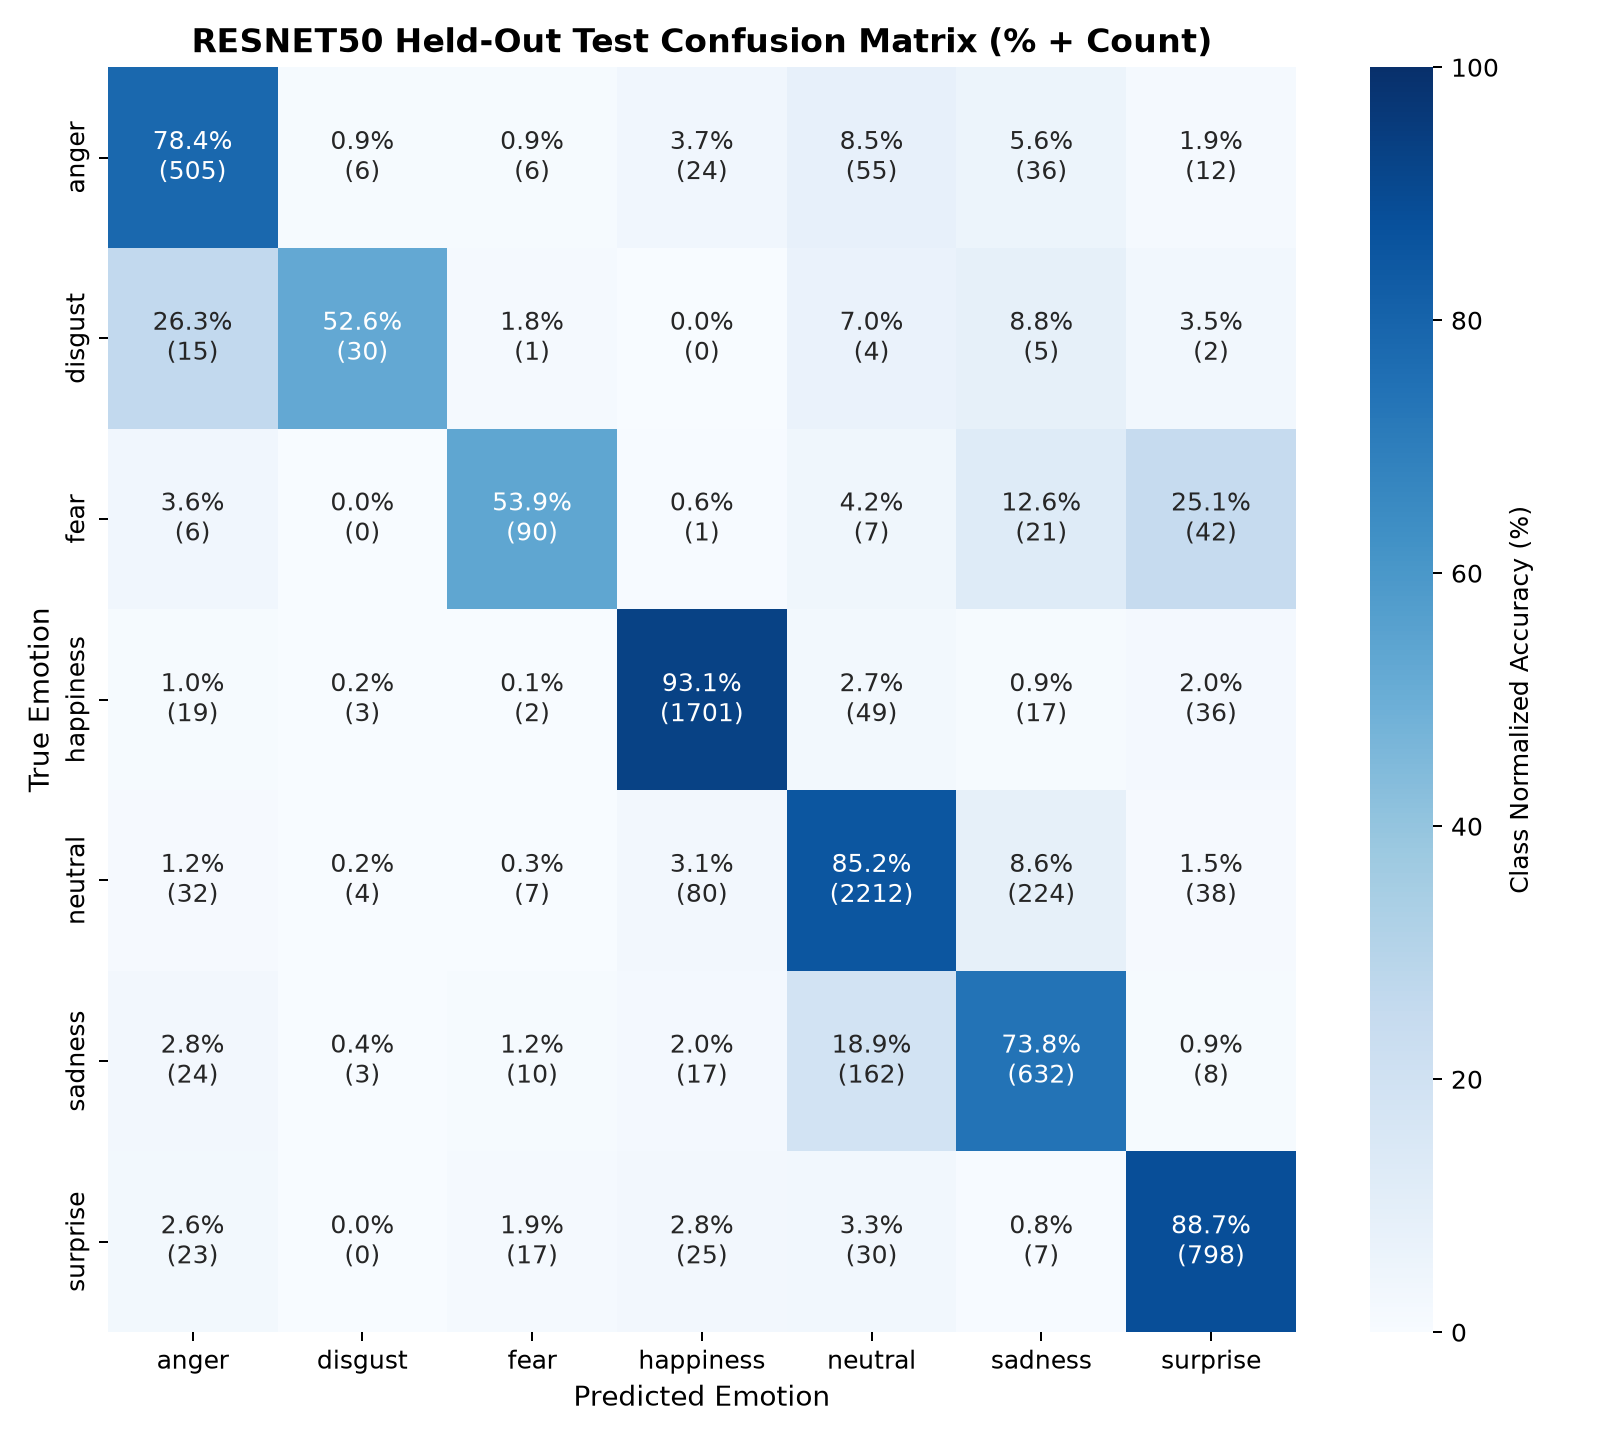 RESNET50 Held-Out Test Confusion Matrix (% + Count)
True Emotion
anger
78.4% 0.9% 0.9% 3.7% 8.5% 5.6% 1.9%
(505) (6) (6) (24) (55) (36) (12)
disgust
26.3% 52.6% 1.8% 0.0% 7.0% 8.8% 3.5%
(15) (30) (1) (0) (4) (5) (2)
fear
3.6% 0.0% 53.9% 0.6% 4.2% 12.6% 25.1%
(6) (0) (90) (1) (7) (21) (42)
happiness
1.0% 0.2% 0.1% 93.1% 2.7% 0.9% 2.0%
(19) (3) (2) (1701) (49) (17) (36)
neutral
1.2% 0.2% 0.3% 3.1% 85.2% 8.6% 1.5%
(32) (4) (7) (80) (2212) (224) (38)
sadness
2.8% 0.4% 1.2% 2.0% 18.9% 73.8% 0.9%
(24) (3) (10) (17) (162) (632) (8)
surprise
2.6% 0.0% 1.9% 2.8% 3.3% 0.8% 88.7%
(23) (0) (17) (25) (30) (7) (798)
anger disgust fear happiness neutral sadness surprise
Predicted Emotion
100
80
60
40
20
0
Class Normalized Accuracy (%)